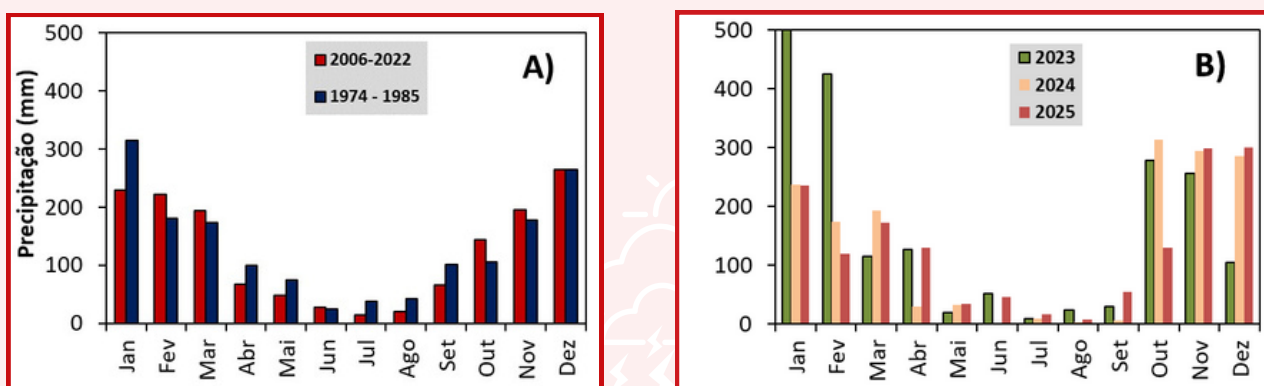 Precipitação (mm)
500
400
300
200
100
0
2006-2022
1974 - 1985
A)
Jan Fev Mar Abr Mai Jun Jul Ago Set Out Nov Dez
500
400
300
200
100
0
2023
2024
2025
B)
Jan Fev Mar Abr Mai Jun Jul Ago Set Out Nov Dez